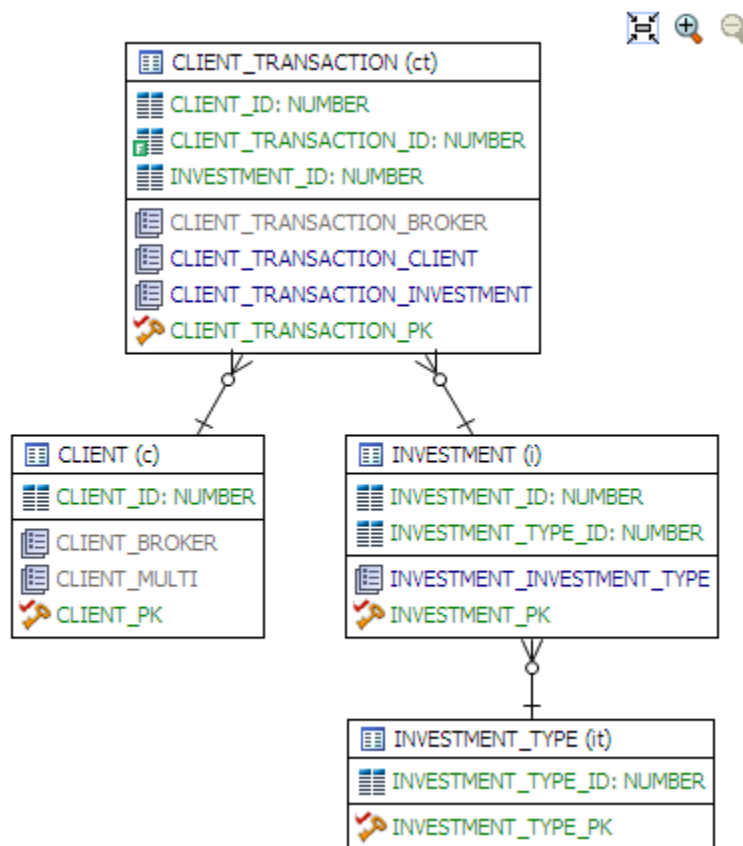 CLIENT_TRANSACTION (ct)
CLIENT_ID: NUMBER
F
CLIENT_TRANSACTION_ID: NUMBER
INVESTMENT_ID: NUMBER
CLIENT_TRANSACTION_BROKER
CLIENT_TRANSACTION_CLIENT
CLIENT_TRANSACTION_INVESTMENT
CLIENT_TRANSACTION_PK
CLIENT (c)
CLIENT_ID: NUMBER
CLIENT_BROKER
CLIENT_MULTI
CLIENT_PK
INVESTMENT (i)
INVESTMENT_ID: NUMBER
INVESTMENT_TYPE_ID: NUMBER
INVESTMENT_INVESTMENT_TYPE
INVESTMENT_PK
INVESTMENT_TYPE (it)
INVESTMENT_TYPE_ID: NUMBER
INVESTMENT_TYPE_PK